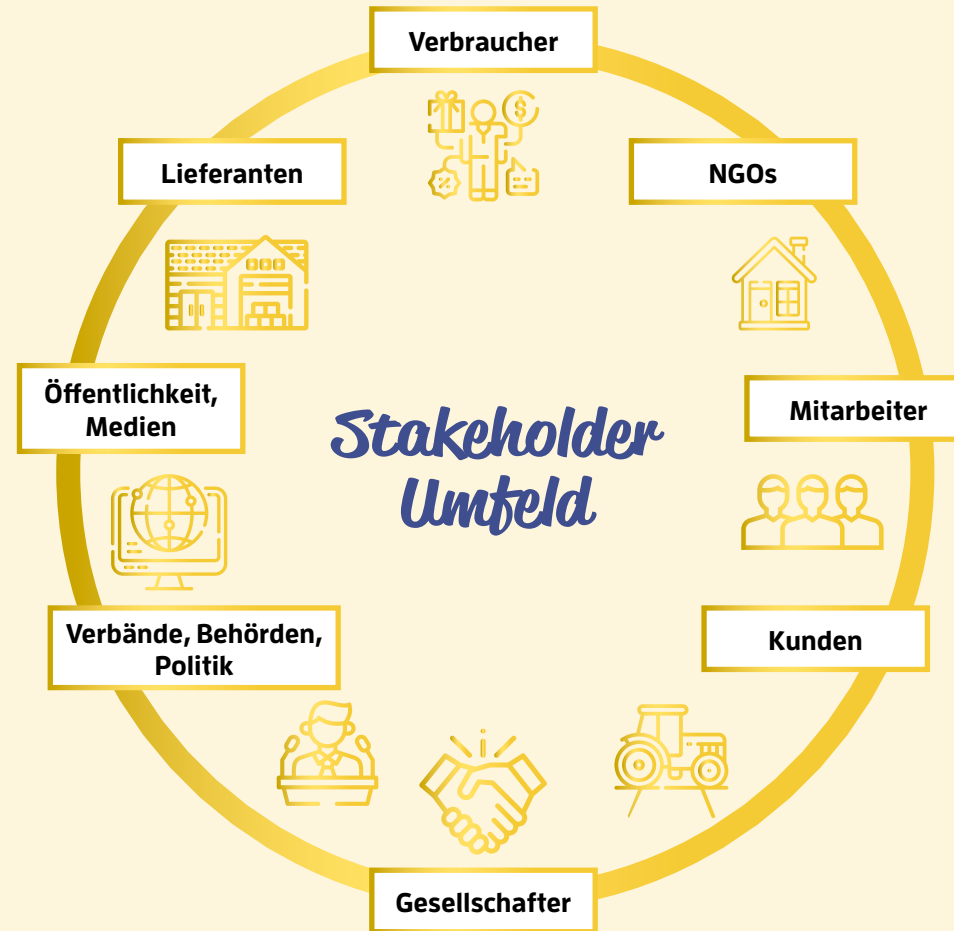 Verbraucher
Lieferanten
NGOs
Öffentlichkeit,
Medien
Mitarbeiter
Stakeholder
Umfeld
Verbände, Behörden,
Politik
Kunden
Gesellschafter